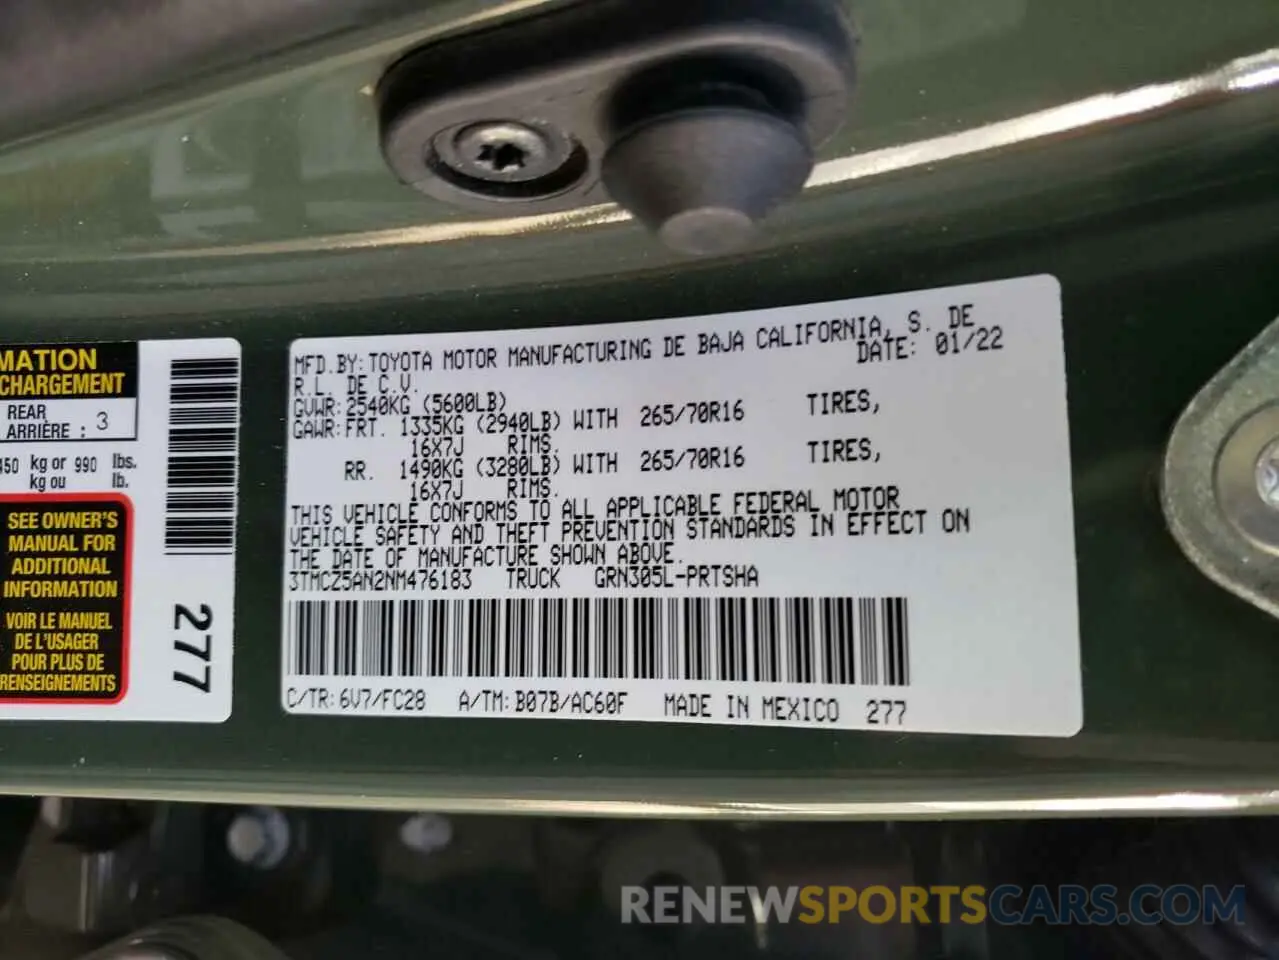 MATION
CHARGEMENT
REAR
ARRIÈRE : 3
450 kg or 990 lbs.
kg ou lb.
SEE OWNER'S
MANUAL FOR
ADDITIONAL
INFORMATION
VOIR LE MANUEL
DE L'USAGER
POUR PLUS DE
RENSEIGNEMENTS
277
MFD.BY:TOYOTA MOTOR MANUFACTURING DE BAJA CALIFORNIA, S. DE
R.L. DE C.V. DATE: 01/22
GVWR:2540KG (5600LB)
GAWR:FRT. 1335KG (2940LB) WITH 265/70R16 TIRES,
16X7J RIMS.
RR. 1490KG (3280LB) WITH 265/70R16 TIRES,
16X7J RIMS.
THIS VEHICLE CONFORMS TO ALL APPLICABLE FEDERAL MOTOR
VEHICLE SAFETY AND THEFT PREVENTION STANDARDS IN EFFECT ON
THE DATE OF MANUFACTURE SHOWN ABOVE.
3TMCZ5AN2NM476183 TRUCK GRN305L-PRTSHA
C/TR:6V7/FC28 A/TM:B07B/AC60F MADE IN MEXICO 277
RENEWSPORTSCARS.COM